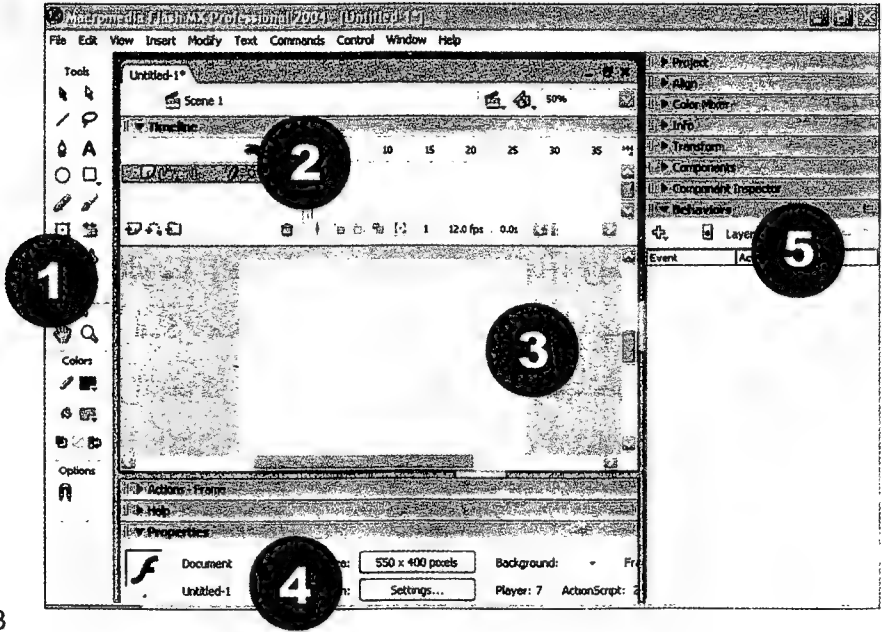 Macromedia Flash MX Professional 2004 - [Untitled-1*]
File Edit View Insert Modify Text Commands Control Window Help
Tools
Untitled-1*
Scene 1
50%
Timeline
10 15 20 25 30 35
1 12.0 fps 0.0s
Colors
Options
Project
Align
Color Mixer
Info
Transform
Components
Component Inspector
Behaviors
Layer
Event
Actions - Frame
Help
Properties
Document 550 x 400 pixels Background:
Untitled-1 Settings... Player: 7 ActionScript: 2
1
2
3
4
5